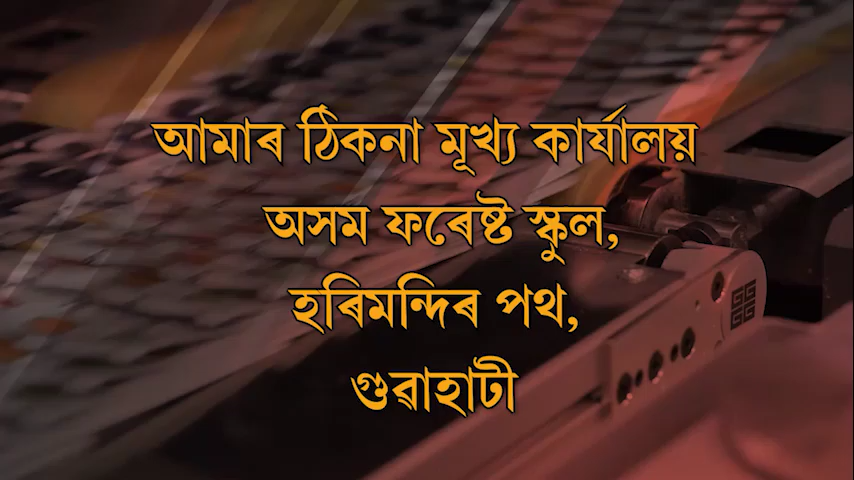 আমাৰ ঠিকনা মূখ্য কাৰ্যালয়
অসম ফৰেষ্ট স্কুল,
হৰিমন্দিৰ পথ,
গুৱাহাটী